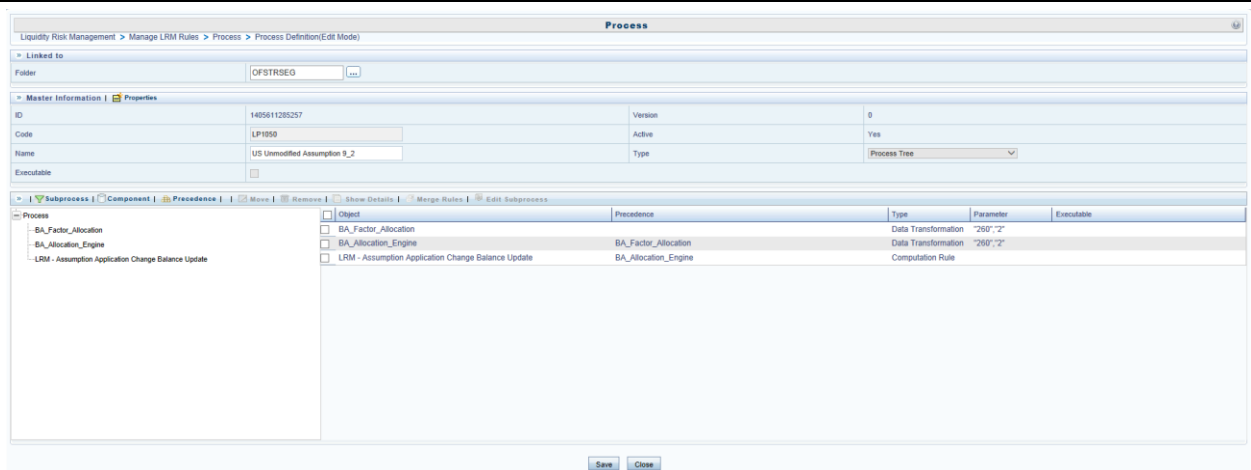 Process
Liquidity Risk Management > Manage LRM Rules > Process > Process Definition(Edit Mode)
» Linked to
Folder OFSTRSEG ...
» Master Information | Properties
ID 1405611285257 Version 0
Code LP1050 Active Yes
Name US Unmodified Assumption 9_2 Type Process Tree
Executable
» | Subprocess | Component | Precedence | | Move | Remove | Show Details | Merge Rules | Edit Subprocess
Process Object Precedence Type Parameter Executable
BA_Factor_Allocation BA_Factor_Allocation Data Transformation "260","2"
BA_Allocation_Engine BA_Allocation_Engine BA_Factor_Allocation Data Transformation "260","2"
LRM - Assumption Application Change Balance Update LRM - Assumption Application Change Balance Update BA_Allocation_Engine Computation Rule
Save Close